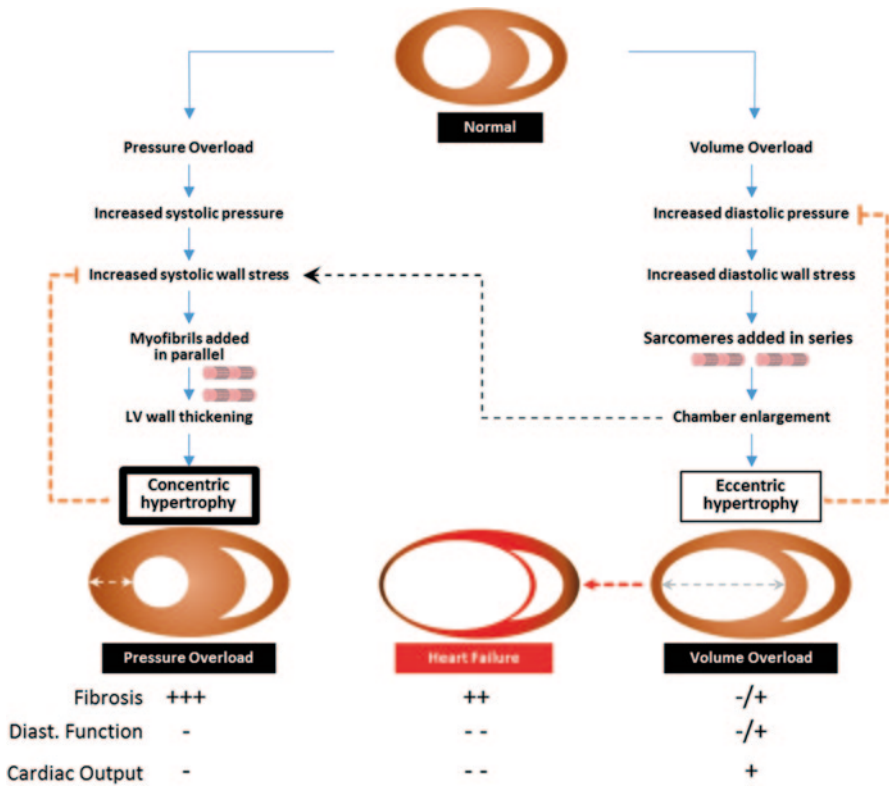 Normal
Pressure Overload
Volume Overload
Increased systolic pressure
Increased diastolic pressure
Increased systolic wall stress
Increased diastolic wall stress
Myofibrils added
in parallel
Sarcomeres added in series
LV wall thickening
Chamber enlargement
Concentric
hypertrophy
Eccentric
hypertrophy
Pressure Overload
Heart Failure
Volume Overload
Fibrosis +++ ++ -/+
Diast. Function - -- -/+
Cardiac Output - -- +